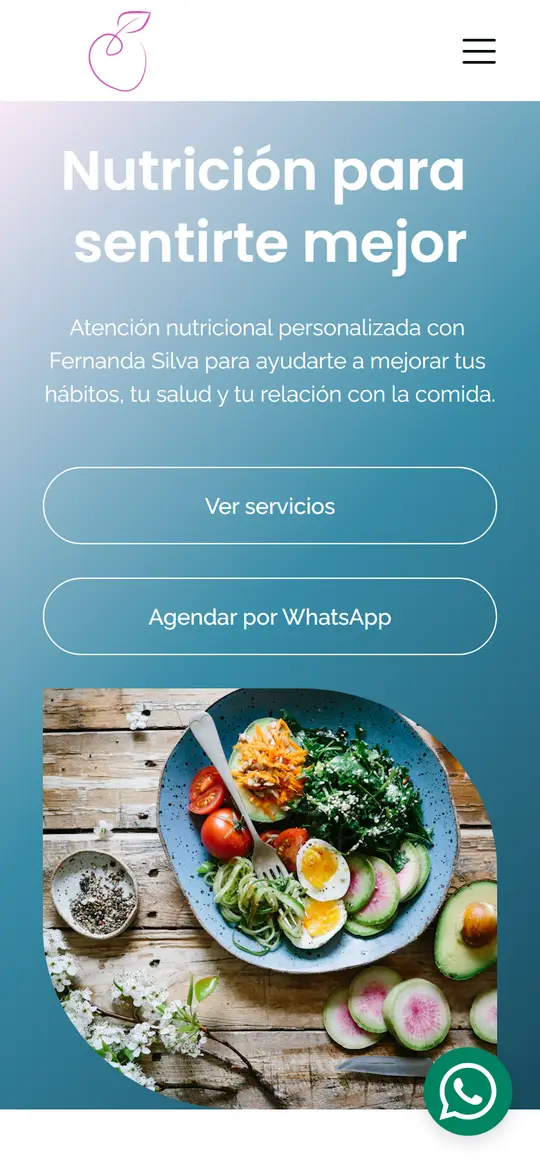 Nutrición para
sentirte mejor
Atención nutricional personalizada con
Fernanda Silva para ayudarte a mejorar tus
hábitos, tu salud y tu relación con la comida.
Ver servicios
Agendar por WhatsApp